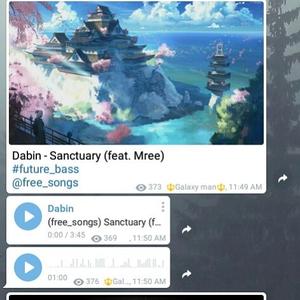 Dabin - Sanctuary (feat. Mree)
#future_bass
@free_songs
373 🔱Galaxy man🔱, 11:49 AM
Dabin
(free_songs) Sanctuary (f...
0:00 / 3:45 369 , 11:50 AM
01:00 376 🔱Gal..., 11:50 AM